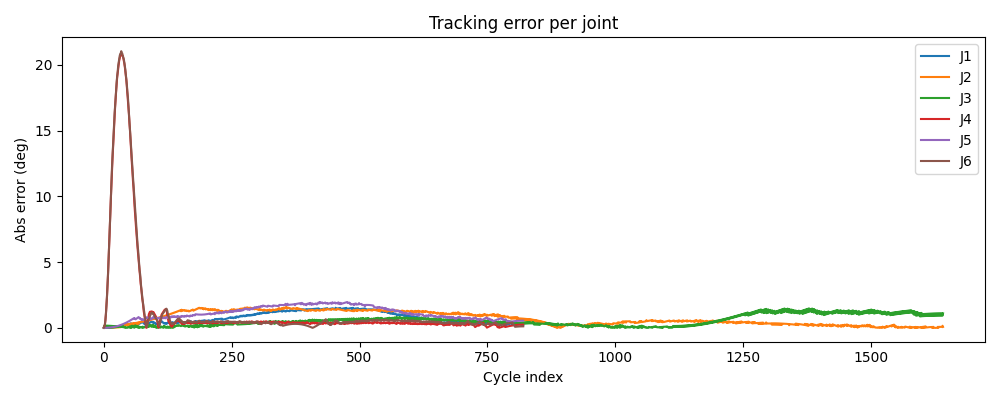 Tracking error per joint
Abs error (deg)
20
15
10
5
0
0 250 500 750 1000 1250 1500
Cycle index
J1
J2
J3
J4
J5
J6